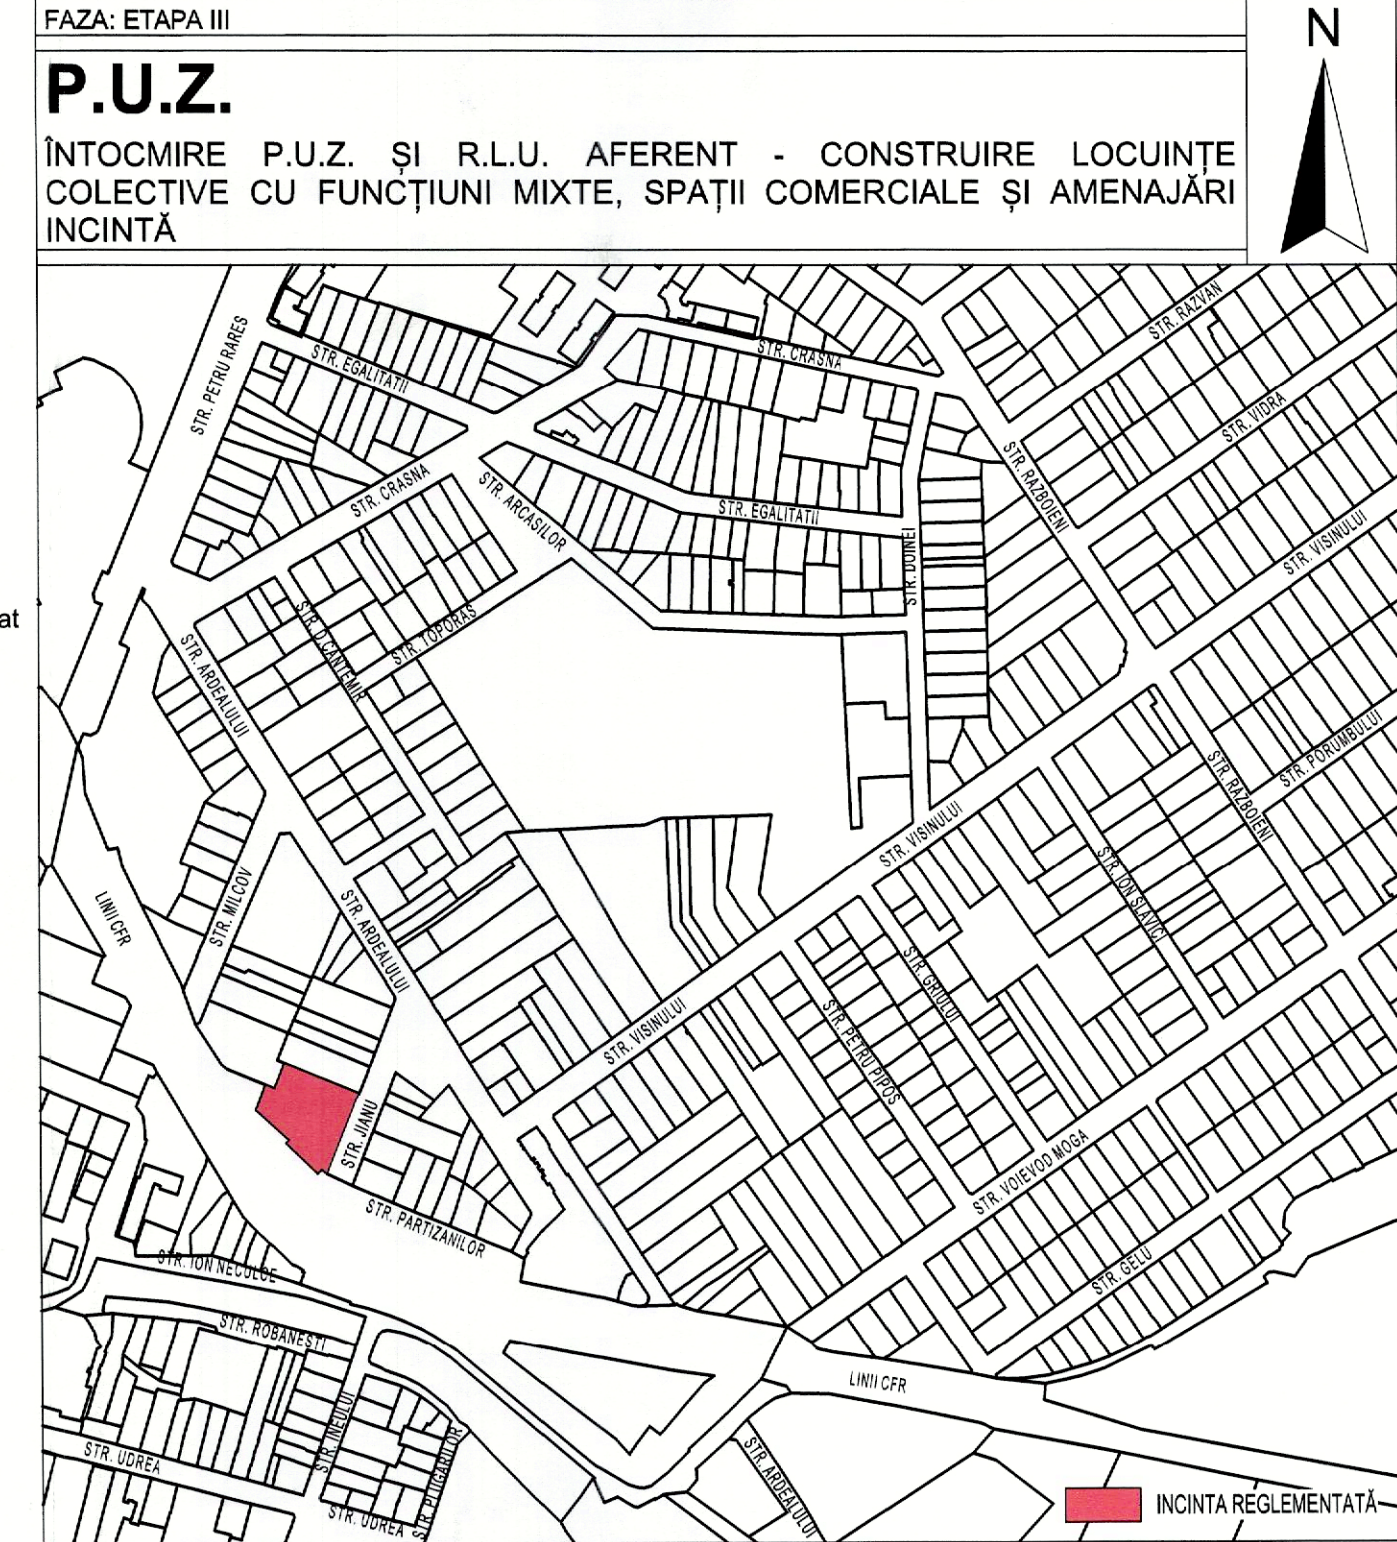 FAZA: ETAPA III
N
P.U.Z.
ÎNTOCMIRE P.U.Z. ȘI R.L.U. AFERENT - CONSTRUIRE LOCUINȚE
COLECTIVE CU FUNCȚIUNI MIXTE, SPAȚII COMERCIALE ȘI AMENAJĂRI
INCINTĂ
STR. RAZVAN
STR. PETRU RARES
STR. EGALITATII
STR. CRASNA
STR. VIDRA
STR. RAZBOIENI
STR. CRASNA
STR. ARCASILOR
STR. EGALITATII
STR. VISINULUI
STR. DOINEI
at
STR. D.CANTEMIR
STR. TOPORAS
STR. ARDEALULUI
STR. PORUMBULUI
STR. RAZBOIENI
STR. VISINULUI
STR. ION SLAVICI
LINII CFR
STR. MILCOV
STR. ARDEALULUI
STR. GRIULUI
STR. VISINULUI
STR. PETRU PIPOS
STR. JIANU
STR. VOIEVOD MOGA
STR. PARTIZANILOR
STR. ION NECULCE
STR. GELU
STR. ROBANESTI
LINII CFR
STR. INEULUI
STR. PLUGARILOR
STR. UDREA
STR. ARDEALULUI
STR. UDREA
INCINTA REGLEMENTATĂ